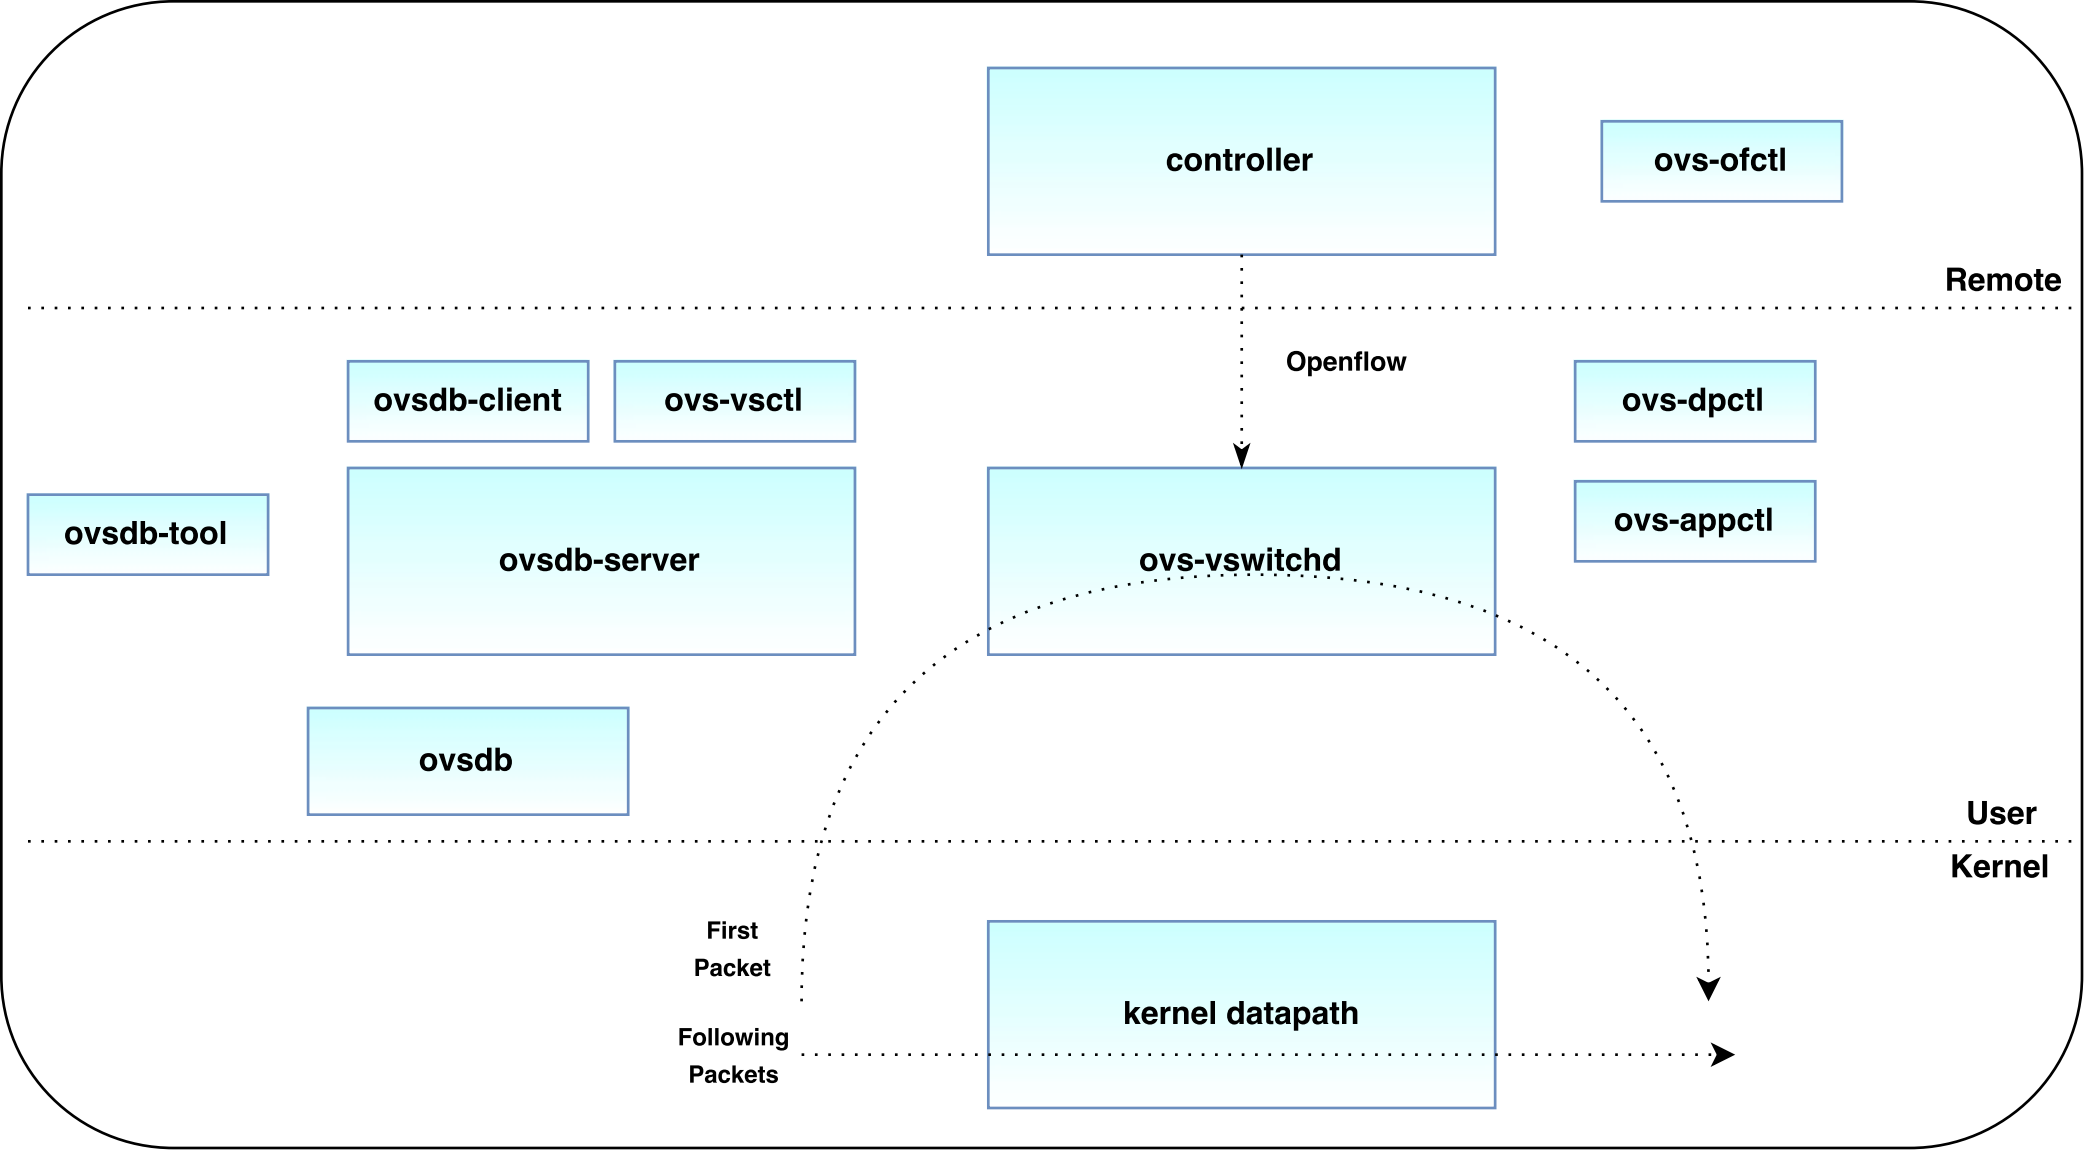 controller
ovs-ofctl
Remote
Openflow
ovsdb-client
ovs-vsctl
ovs-dpctl
ovsdb-tool
ovsdb-server
ovs-vswitchd
ovs-appctl
ovsdb
User
Kernel
First
Packet
kernel datapath
Following
Packets